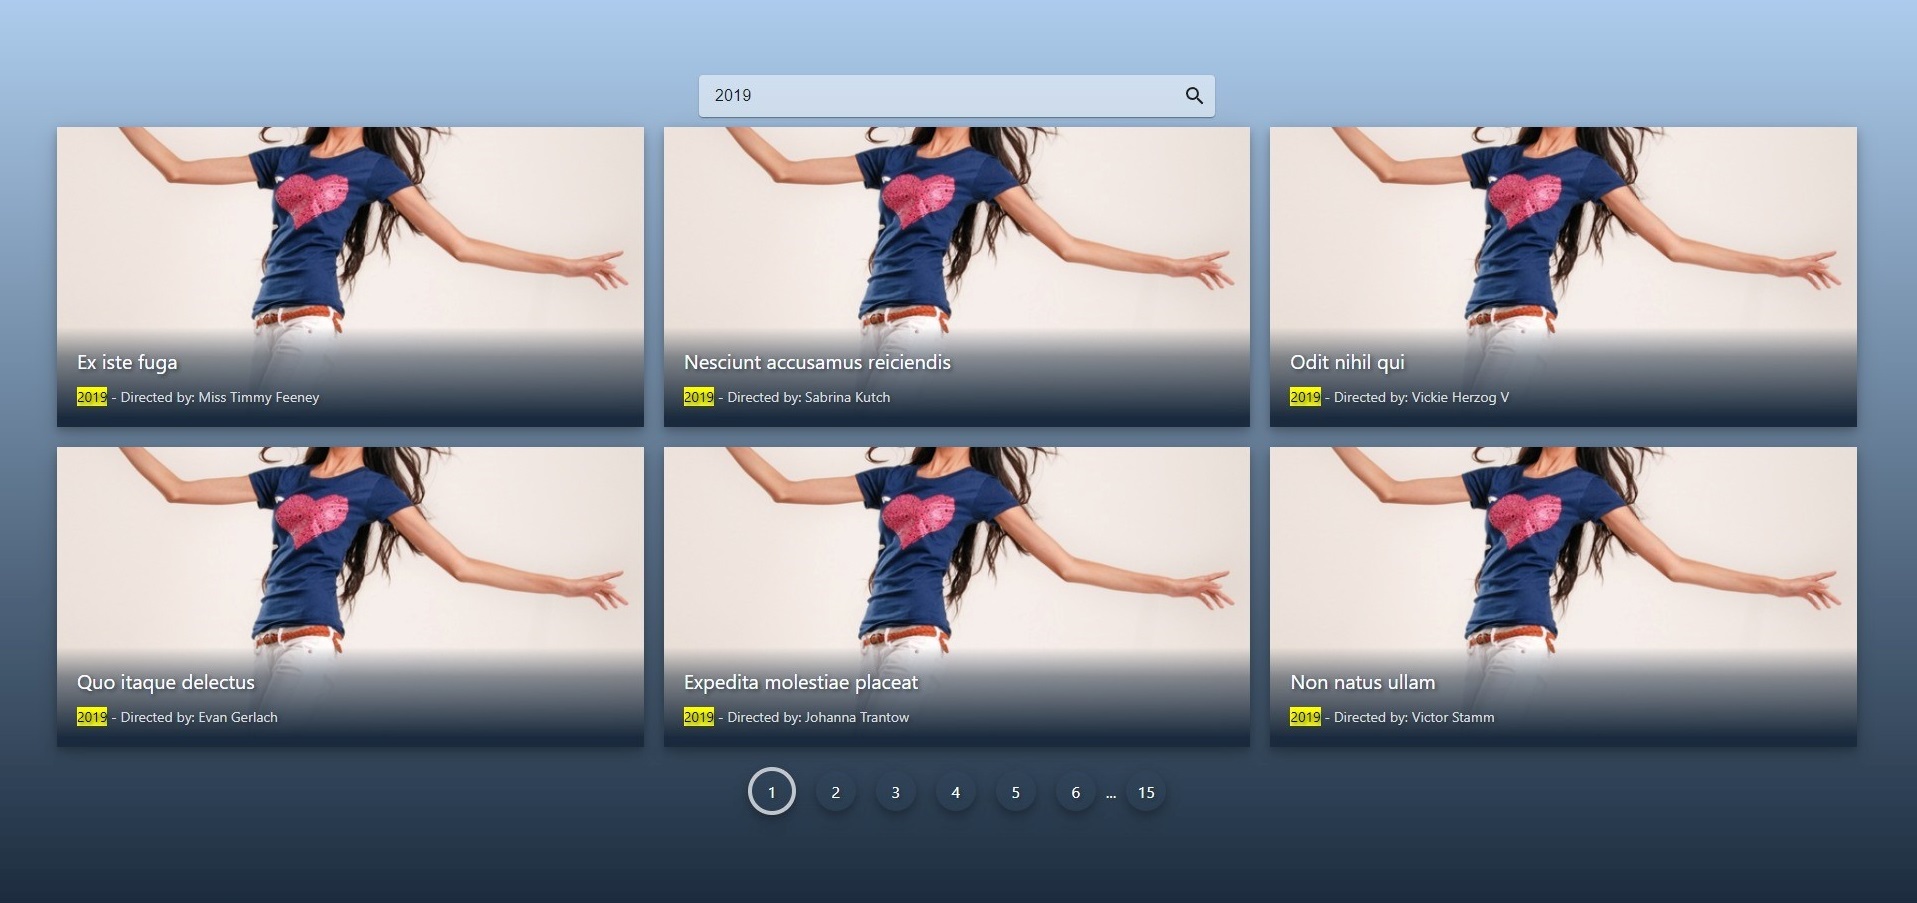 2019
Ex iste fuga
2019 - Directed by: Miss Timmy Feeney
Nesciunt accusamus reiciendis
2019 - Directed by: Sabrina Kutch
Odit nihil qui
2019 - Directed by: Vickie Herzog V
Quo itaque delectus
2019 - Directed by: Evan Gerlach
Expedita molestiae placeat
2019 - Directed by: Johanna Trantow
Non natus ullam
2019 - Directed by: Victor Stamm
1 2 3 4 5 6 ... 15